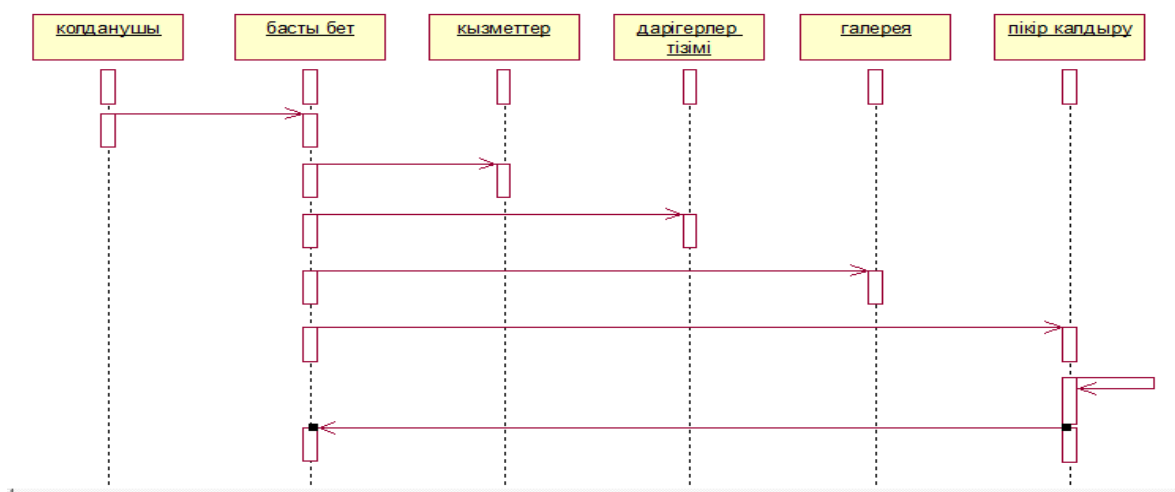 колданушы
басты бет
кызметтер
дарігерлер
тізімі
галерея
пікір калдыру